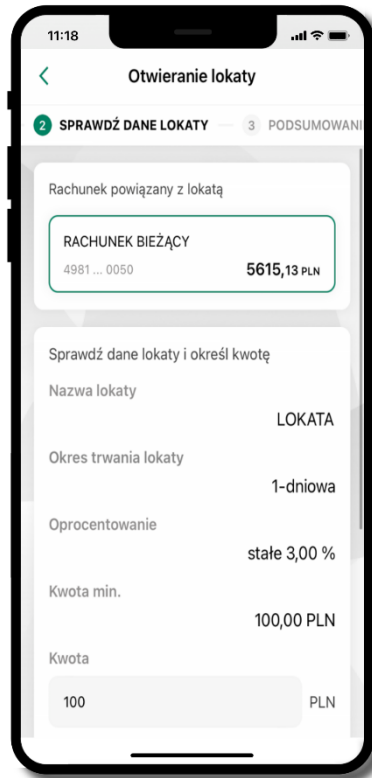 11:18
Otwieranie lokaty
2 SPRAWDŹ DANE LOKATY 3 PODSUMOWANI
Rachunek powiązany z lokatą
RACHUNEK BIEŻĄCY
4981 ... 0050 5615,13 PLN
Sprawdź dane lokaty i określ kwotę
Nazwa lokaty
LOKATA
Okres trwania lokaty
1-dniowa
Oprocentowanie
stałe 3,00 %
Kwota min.
100,00 PLN
Kwota
100 PLN